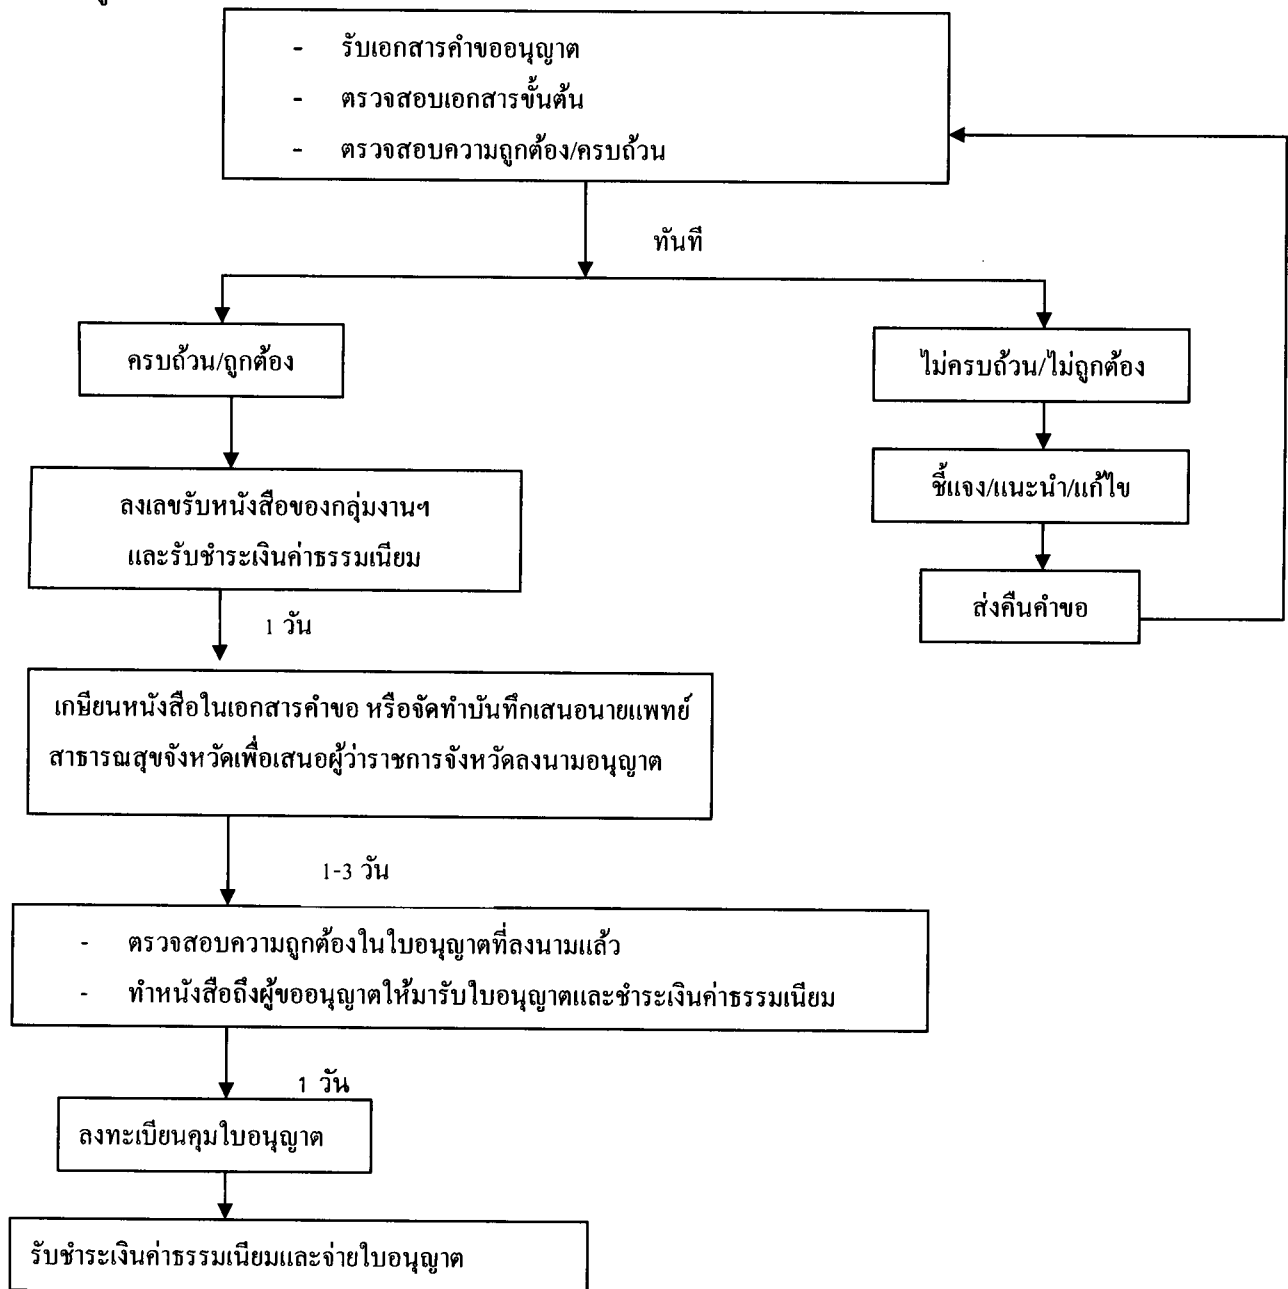 - รับเอกสารคำขออนุญาต
- ตรวจสอบเอกสารขั้นต้น
- ตรวจสอบความถูกต้อง/ครบถ้วน
ทันที
ครบถ้วน/ถูกต้อง
ไม่ครบถ้วน/ไม่ถูกต้อง
ลงเลขรับหนังสือของกลุ่มงานฯ
และรับชำระเงินค่าธรรมเนียม
ชี้แจง/แนะนำ/แก้ไข
ส่งคืนคำขอ
1 วัน
เกษียนหนังสือในเอกสารคำขอ หรือจัดทำบันทึกเสนอนายแพทย์
สาธารณสุขจังหวัดเพื่อเสนอผู้ว่าราชการจังหวัดลงนามอนุญาต
1-3 วัน
- ตรวจสอบความถูกต้องในใบอนุญาตที่ลงนามแล้ว
- ทำหนังสือถึงผู้ขออนุญาตให้มารับใบอนุญาตและชำระเงินค่าธรรมเนียม
1 วัน
ลงทะเบียนคุมใบอนุญาต
รับชำระเงินค่าธรรมเนียมและจ่ายใบอนุญาต